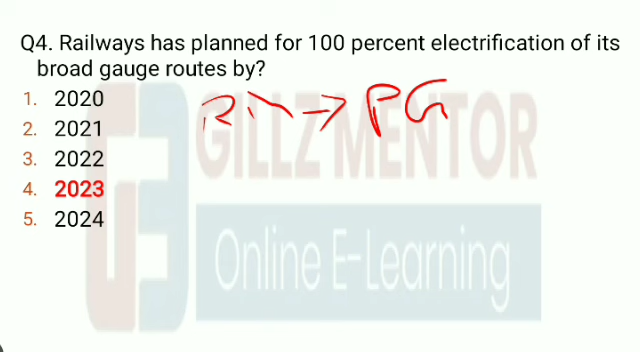 Q4. Railways has planned for 100 percent electrification of its
broad gauge routes by?
1. 2020
2. 2021
3. 2022
4. 2023
5. 2024
GILLZ MENTOR
Online E-Learning